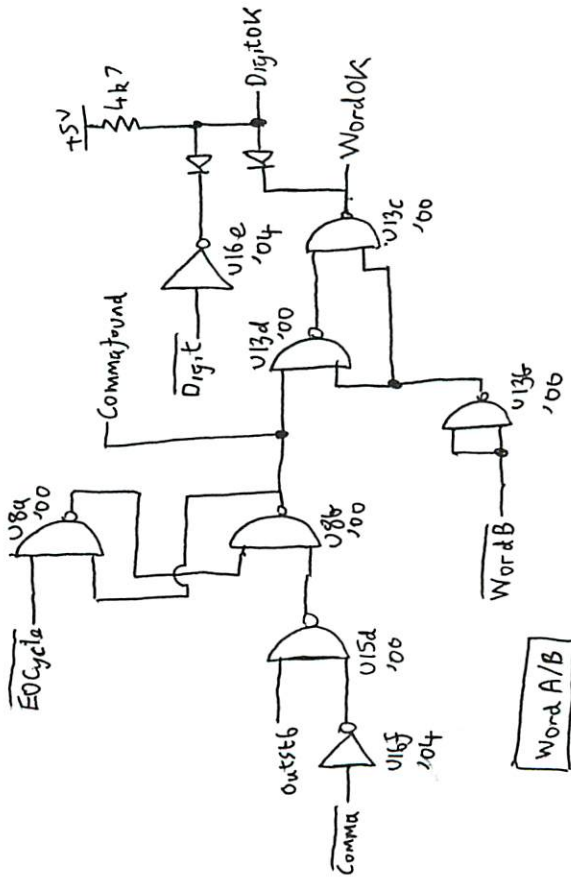 +5V
4k7
DigitOK
Commafound
U16e
'04
Digit
WordOK
U13c
'00
U13d
'00
U8a
'00
EOCycle
U8b
'00
U13b
'00
WordB
U15d
'00
Outstb
U16f
'04
Comma
Word A/B